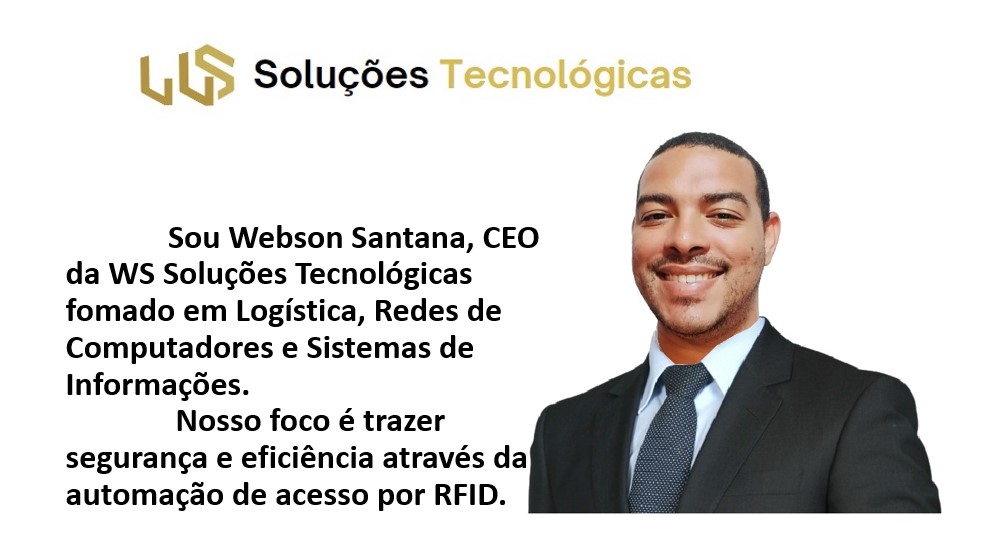 WS Soluções Tecnológicas
Sou Webson Santana, CEO
da WS Soluções Tecnológicas
fomado em Logística, Redes de
Computadores e Sistemas de
Informações.
Nosso foco é trazer
segurança e eficiência através da
automação de acesso por RFID.